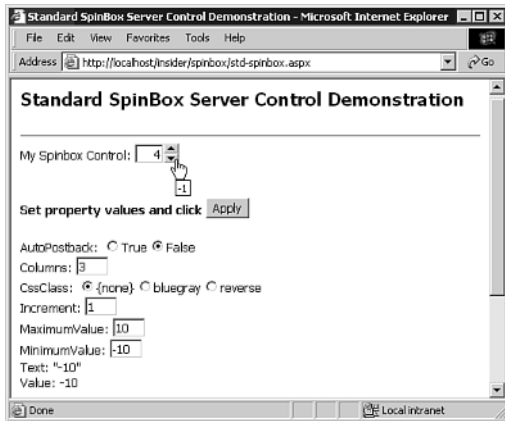 Standard SpinBox Server Control Demonstration - Microsoft Internet Explorer
File Edit View Favorites Tools Help
Address http://localhost/insider/spinbox/std-spinbox.aspx Go
Standard SpinBox Server Control Demonstration
My Spinbox Control: 4
-1
Set property values and click Apply
AutoPostback: True False
Columns: 3
CssClass: {none} bluegray reverse
Increment: 1
MaximumValue: 10
MinimumValue: -10
Text: "-10"
Value: -10
Done Local intranet